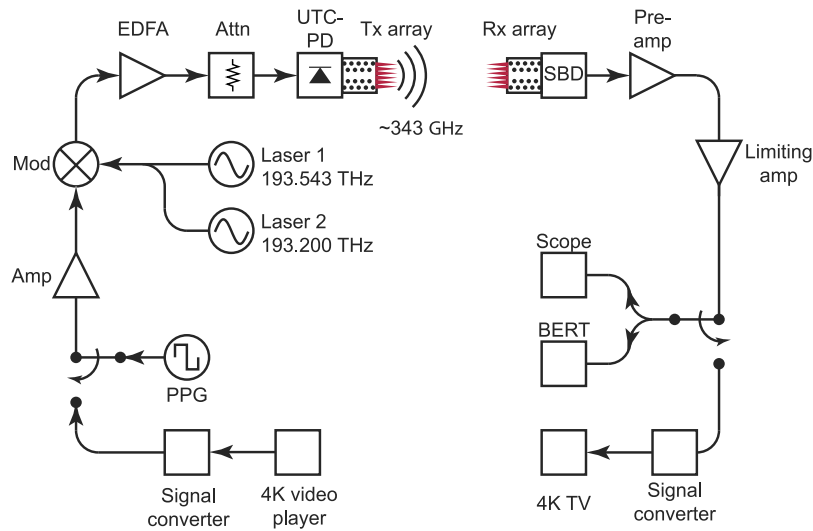 EDFA
Attn
UTC-
PD
Tx array
Rx array
Pre-
amp
SBD
~343 GHz
Mod
Laser 1
193.543 THz
Limiting
amp
Laser 2
193.200 THz
Scope
Amp
BERT
PPG
Signal
converter
4K video
player
4K TV
Signal
converter